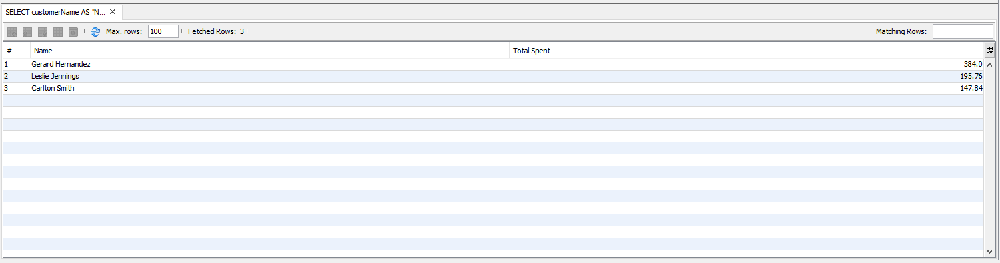 SELECT customerName AS "N...
Max. rows: 100 Fetched Rows: 3 Matching Rows:
# Name Total Spent
1 Gerard Hernandez 384.0
2 Leslie Jennings 195.76
3 Carlton Smith 147.84